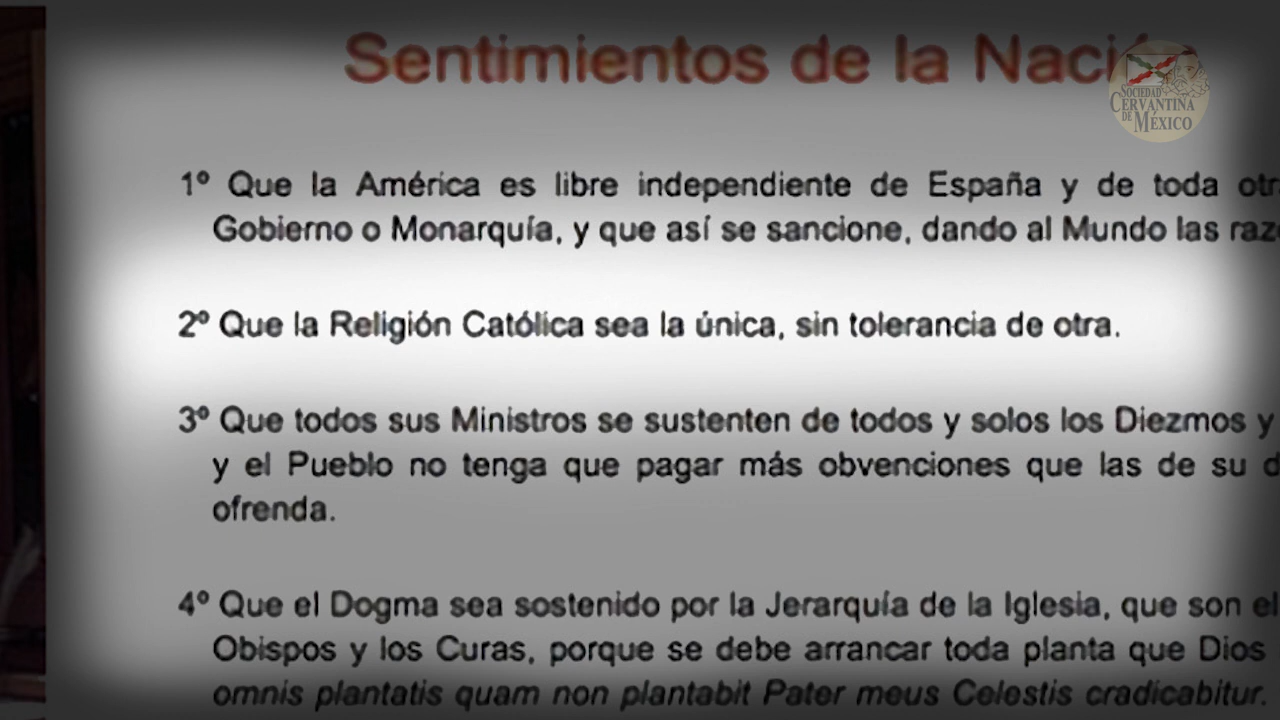 Sentimientos de la Naci
SOCIEDAD
CERVANTINA
DE MÉXICO
1º Que la América es libre independiente de España y de toda otr
Gobierno o Monarquía, y que así se sancione, dando al Mundo las raz
2º Que la Religión Católica sea la única, sin tolerancia de otra.
3º Que todos sus Ministros se sustenten de todos y solos los Diezmos y
y el Pueblo no tenga que pagar más obvenciones que las de su d
ofrenda.
4º Que el Dogma sea sostenido por la Jerarquía de la Iglesia, que son el
Obispos y los Curas, porque se debe arrancar toda planta que Dios
omnis plantatis quam non plantabit Pater meus Celestis cradicabitur.